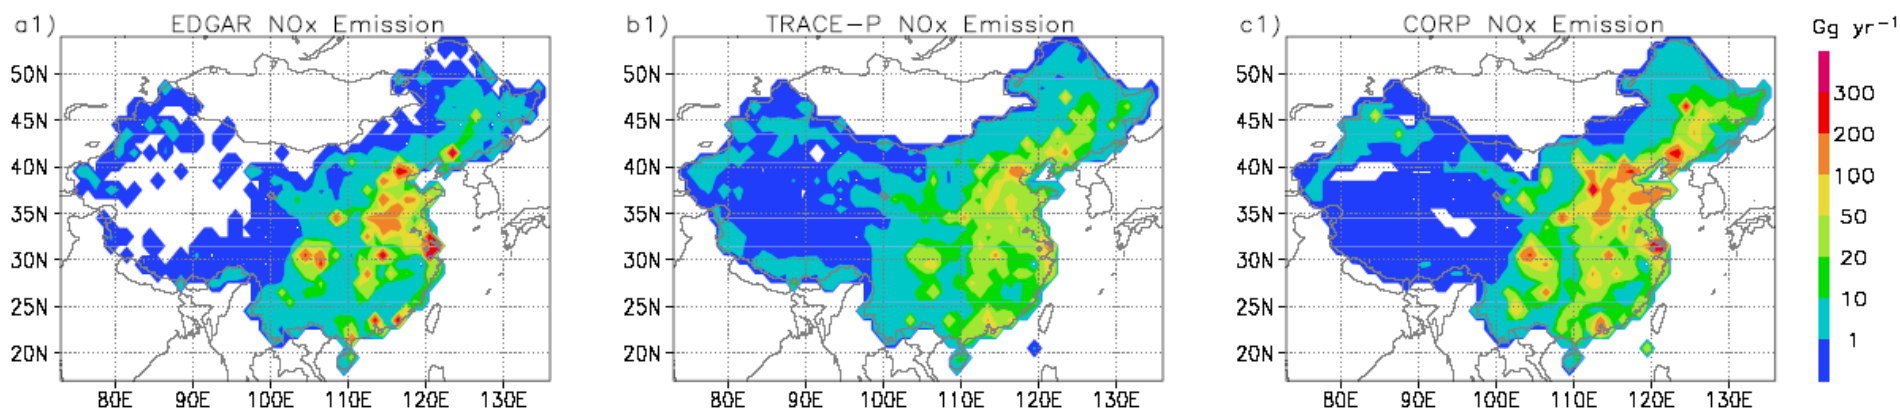 a1) EDGAR NOx Emission
50N
45N
40N
35N
30N
25N
20N
80E 90E 100E 110E 120E 130E
b1) TRACE-P NOx Emission
50N
45N
40N
35N
30N
25N
20N
80E 90E 100E 110E 120E 130E
c1) CORP NOx Emission
50N
45N
40N
35N
30N
25N
20N
80E 90E 100E 110E 120E 130E
Gg yr⁻¹
300
200
100
50
20
10
1